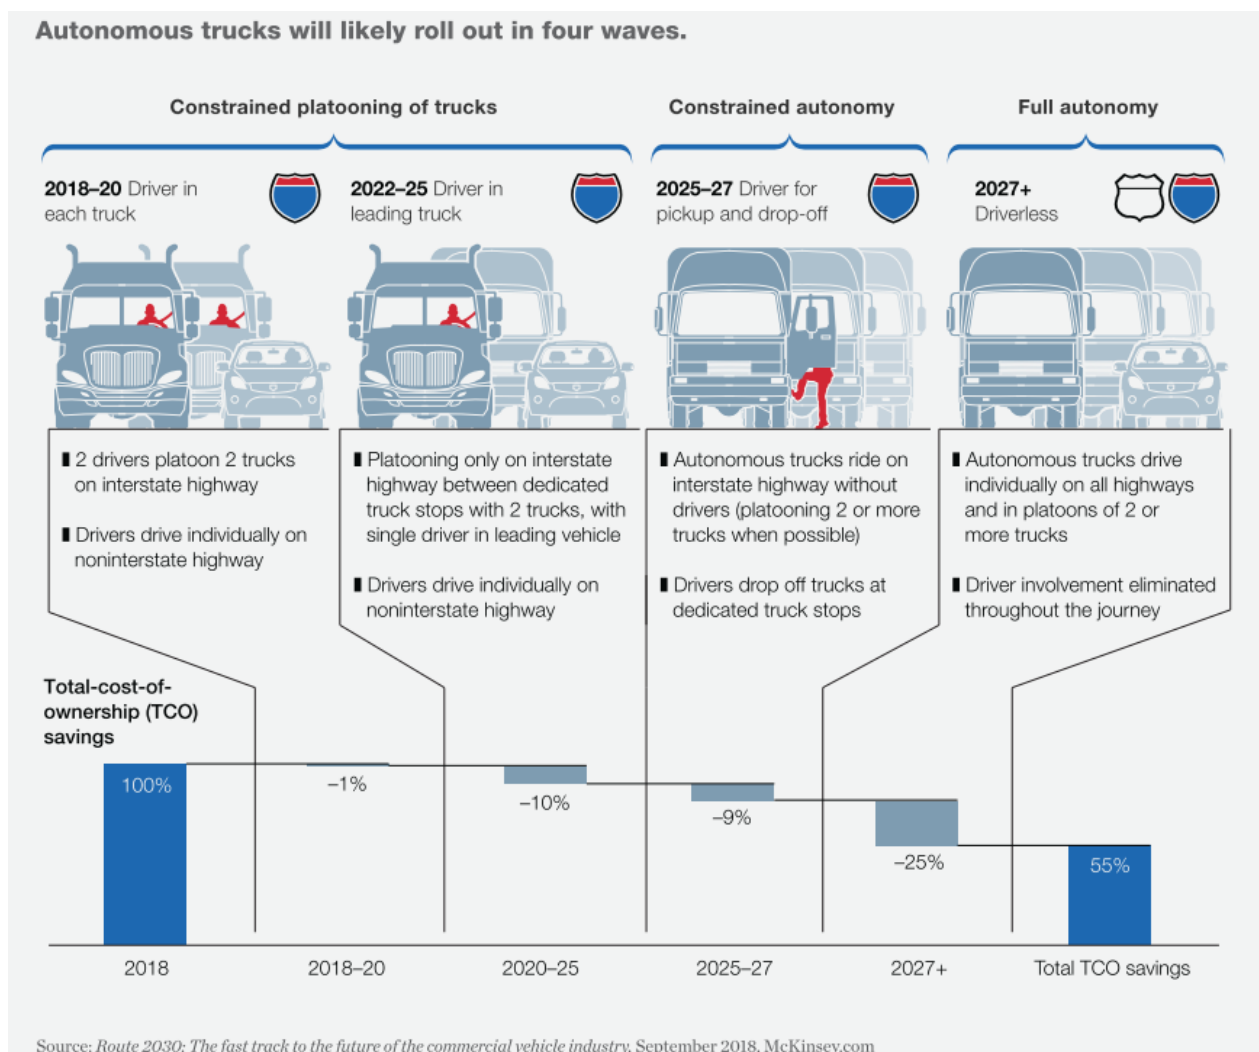 Autonomous trucks will likely roll out in four waves.
Constrained platooning of trucks
Constrained autonomy
Full autonomy
2018–20 Driver in
each truck
2022–25 Driver in
leading truck
2025–27 Driver for
pickup and drop-off
2027+
Driverless
2 drivers platoon 2 trucks
on interstate highway
Drivers drive individually on
noninterstate highway
Platooning only on interstate
highway between dedicated
truck stops with 2 trucks, with
single driver in leading vehicle
Drivers drive individually on
noninterstate highway
Autonomous trucks ride on
interstate highway without
drivers (platooning 2 or more
trucks when possible)
Drivers drop off trucks at
dedicated truck stops
Autonomous trucks drive
individually on all highways
and in platoons of 2 or
more trucks
Driver involvement eliminated
throughout the journey
Total-cost-of-
ownership (TCO)
savings
100%
–1%
–10%
–9%
–25%
55%
2018
2018–20
2020–25
2025–27
2027+
Total TCO savings
Source: Route 2030: The fast track to the future of the commercial vehicle industry, September 2018, McKinsey.com